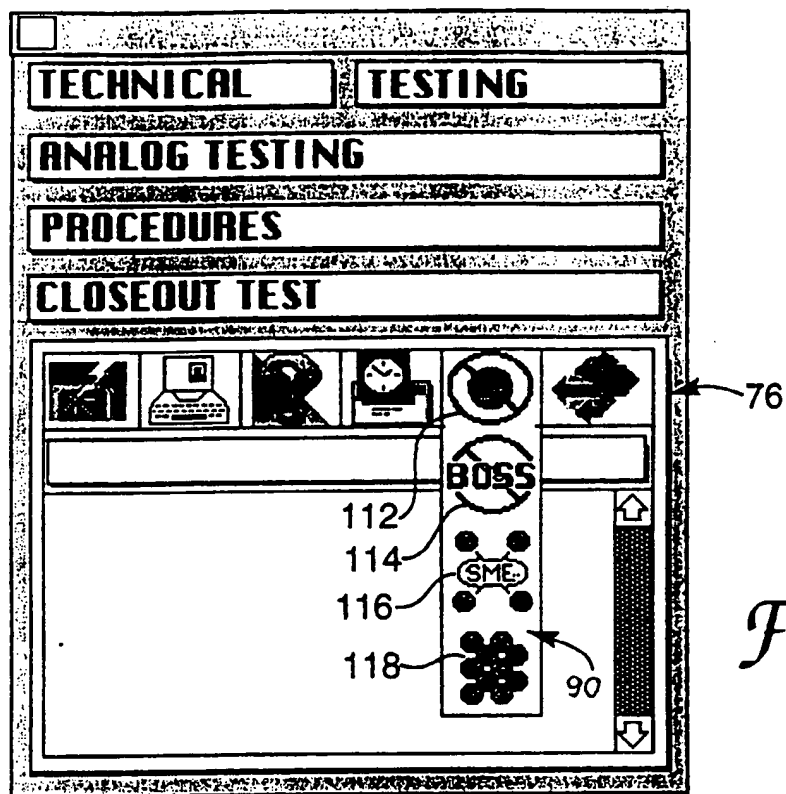 TECHNICAL TESTING
ANALOG TESTING
PROCEDURES
CLOSEOUT TEST
76
BOSS
112
114
SME
116
118
90
F